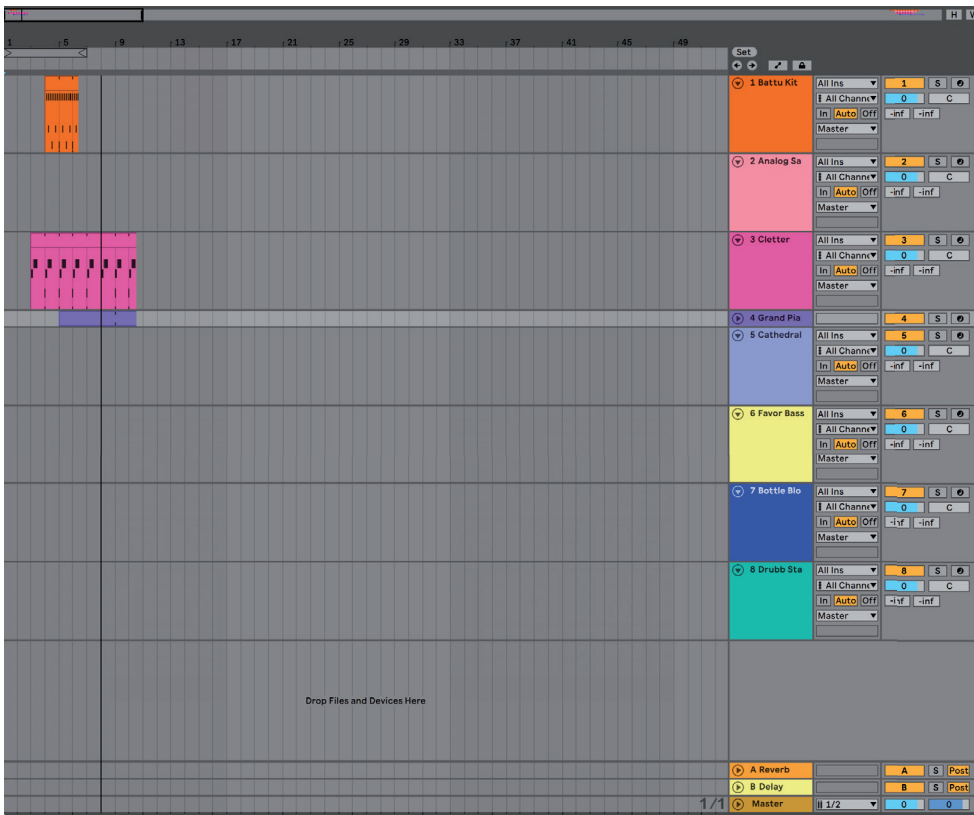 H
1 5 9 13 17 21 25 29 33 37 41 45 49
Set
1 Battu Kit All Ins 1 S
All Channe 0 C
In Auto Off -inf -inf
Master
2 Analog Sa All Ins 2 S
All Channe 0 C
In Auto Off -inf -inf
Master
3 Cletter All Ins 3 S
All Channe 0 C
In Auto Off -inf -inf
Master
4 Grand Pia 4 S
5 Cathedral All Ins 5 S
All Channe 0 C
In Auto Off -inf -inf
Master
6 Favor Bass All Ins 6 S
All Channe 0 C
In Auto Off -inf -inf
Master
7 Bottle Blo All Ins 7 S
All Channe 0 C
In Auto Off -inf -inf
Master
8 Drubb Sta All Ins 8 S
All Channe 0 C
In Auto Off -inf -inf
Master
Drop Files and Devices Here
A Reverb A S Post
B Delay B S Post
1/1 Master 1/2 0 0